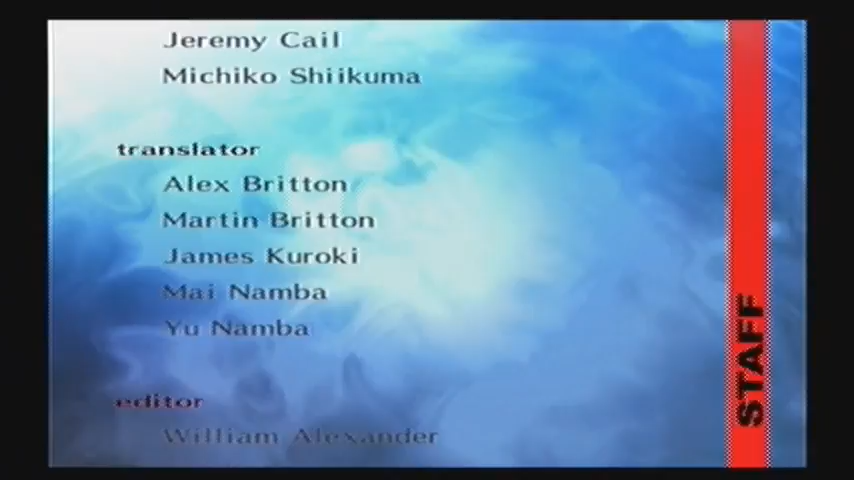 Jeremy Cail
Michiko Shiikuma
translator
Alex Britton
Martin Britton
James Kuroki
Mai Namba
Yu Namba
editor
William Alexander
STAFF